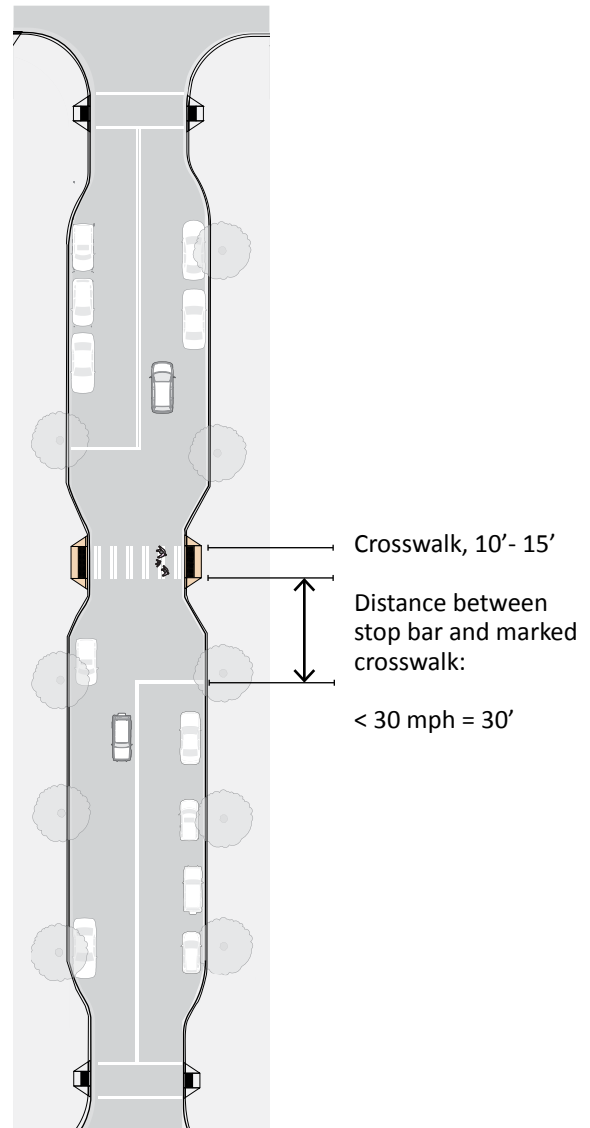 Crosswalk, 10’- 15’
Distance between
stop bar and marked
crosswalk:
< 30 mph = 30’